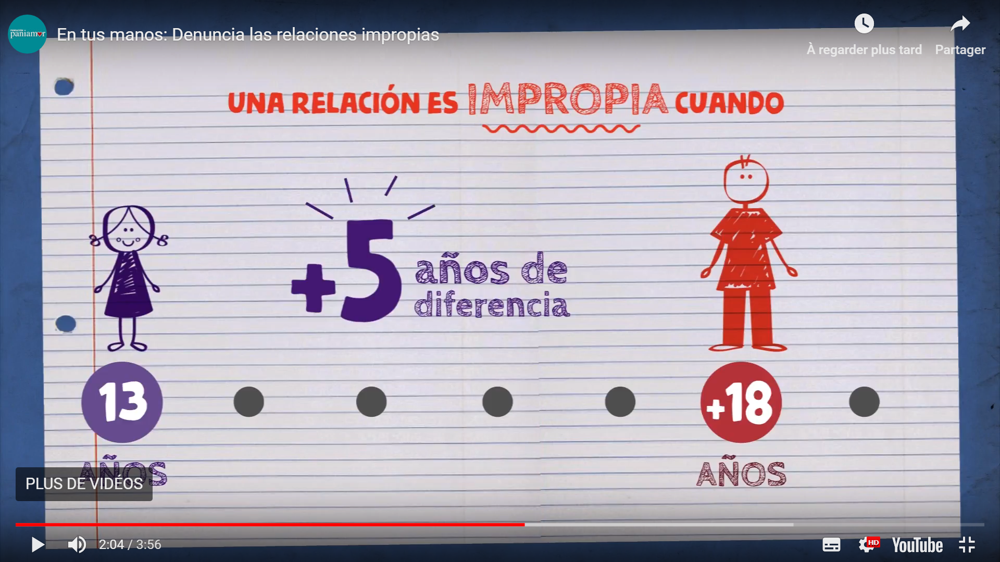 FUNDACIÓN
paniamor
En tus manos: Denuncia las relaciones impropias
À regarder plus tard
Partager
UNA RELACIÓN ES IMPROPIA CUANDO
+5 años de
diferencia
13
+18
AÑOS
AÑOS
PLUS DE VIDÉOS
2:04 / 3:56
HD
YouTube